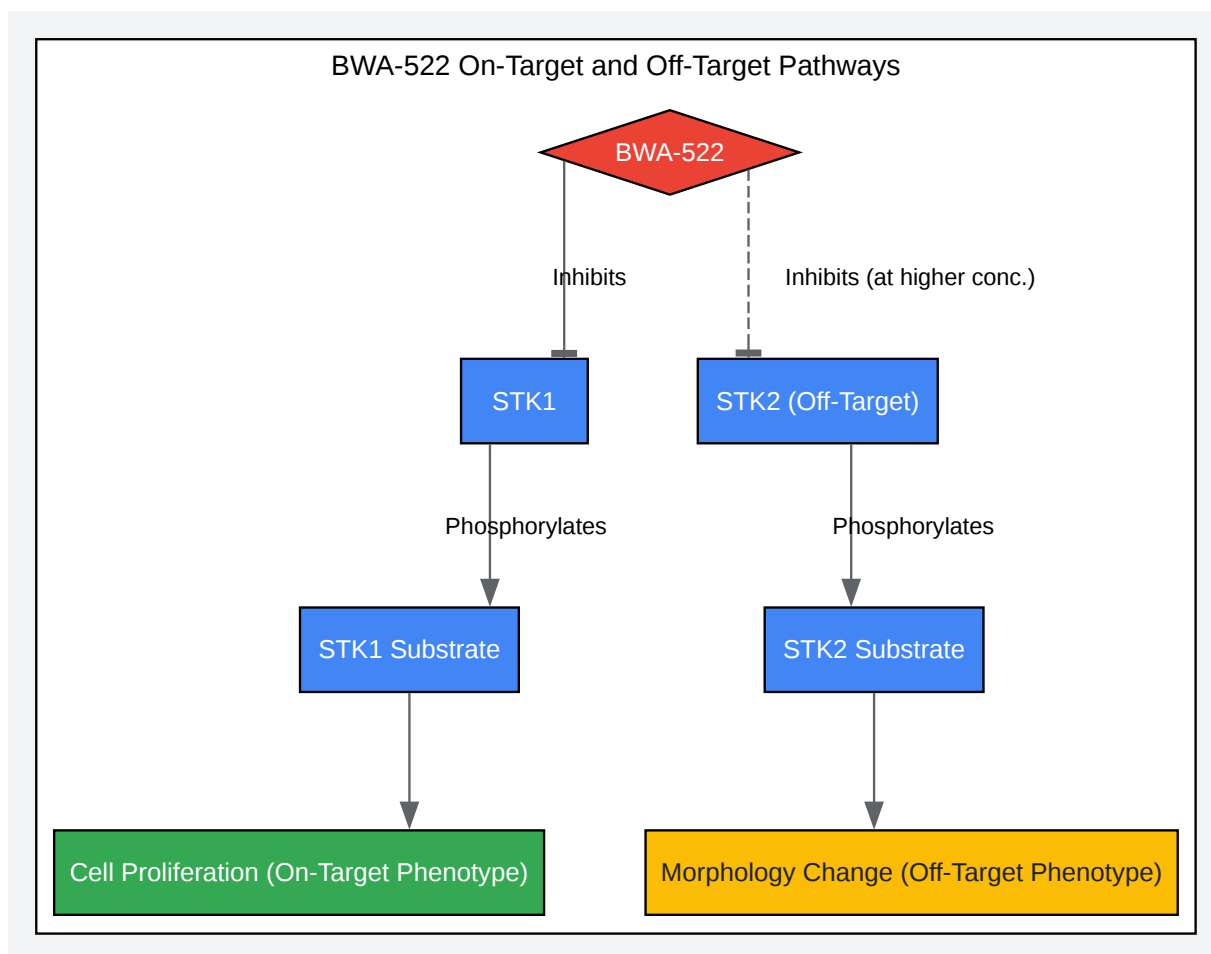 BWA-522 On-Target and Off-Target Pathways
BWA-522
Inhibits
Inhibits (at higher conc.)
STK1
STK2 (Off-Target)
Phosphorylates
Phosphorylates
STK1 Substrate
STK2 Substrate
Cell Proliferation (On-Target Phenotype)
Morphology Change (Off-Target Phenotype)